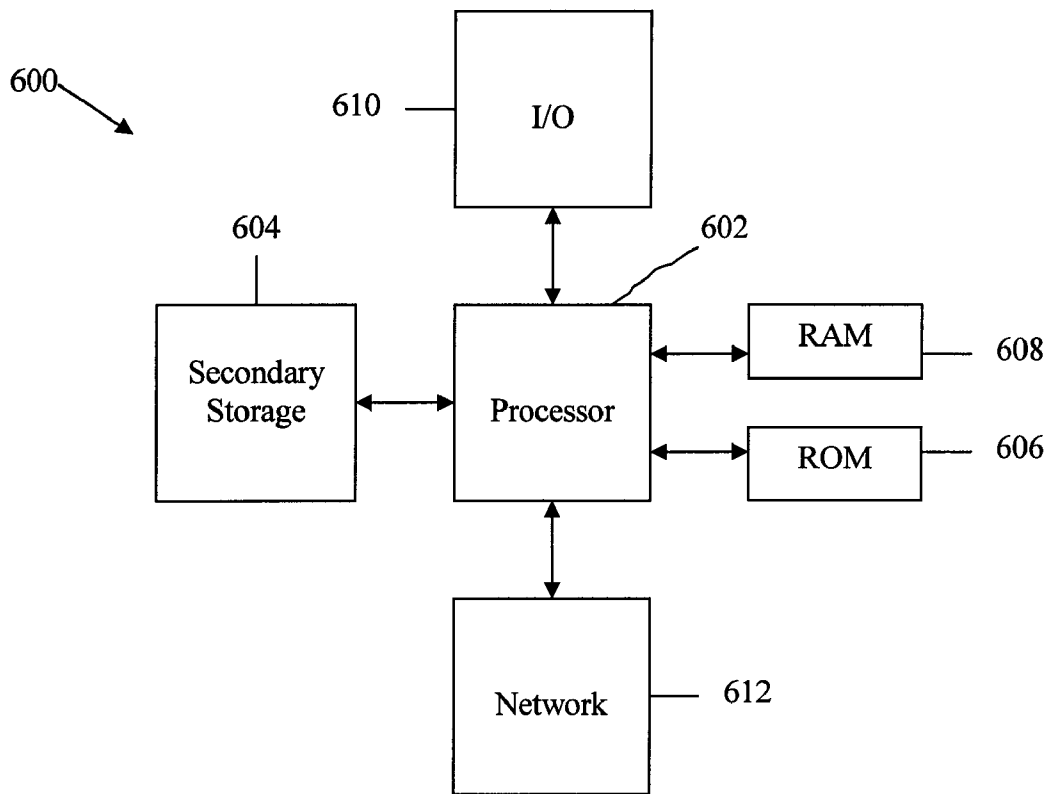 600
610
I/O
604
602
RAM
608
Secondary
Storage
Processor
ROM
606
Network
612